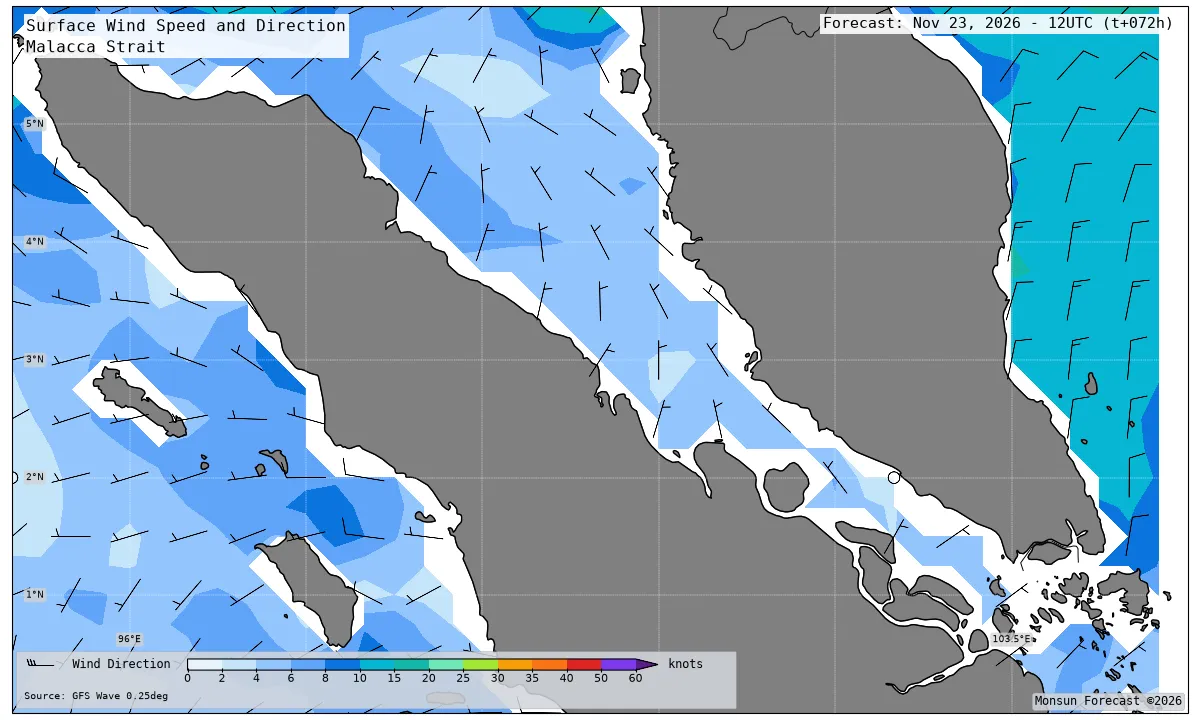 Surface Wind Speed and Direction
Malacca Strait
Forecast: Nov 23, 2026 - 12UTC (t+072h)
5°N
4°N
3°N
2°N
1°N
96°E
103.5°E
Wind Direction
knots
0 2 4 6 8 10 15 20 25 30 35 40 50 60
Source: GFS Wave 0.25deg
Monsun Forecast ©2026